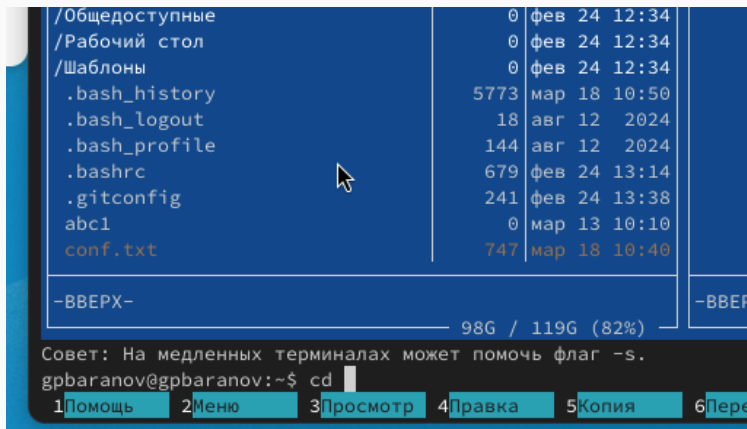 /Общедоступные 0 фев 24 12:34
/Рабочий стол 0 фев 24 12:34
/Шаблоны 0 фев 24 12:34
.bash_history 5773 мар 18 10:50
.bash_logout 18 авг 12 2024
.bash_profile 144 авг 12 2024
.bashrc 679 фев 24 13:14
.gitconfig 241 фев 24 13:38
abc1 0 мар 13 10:10
conf.txt 747 мар 18 10:40
-ВВЕРХ- -ВВЕР
98G / 119G (82%)
Совет: На медленных терминалах может помочь флаг -s.
gpbaranov@gpbaranov:~$ cd
1Помощь 2Меню 3Просмотр 4Правка 5Копия 6Пере